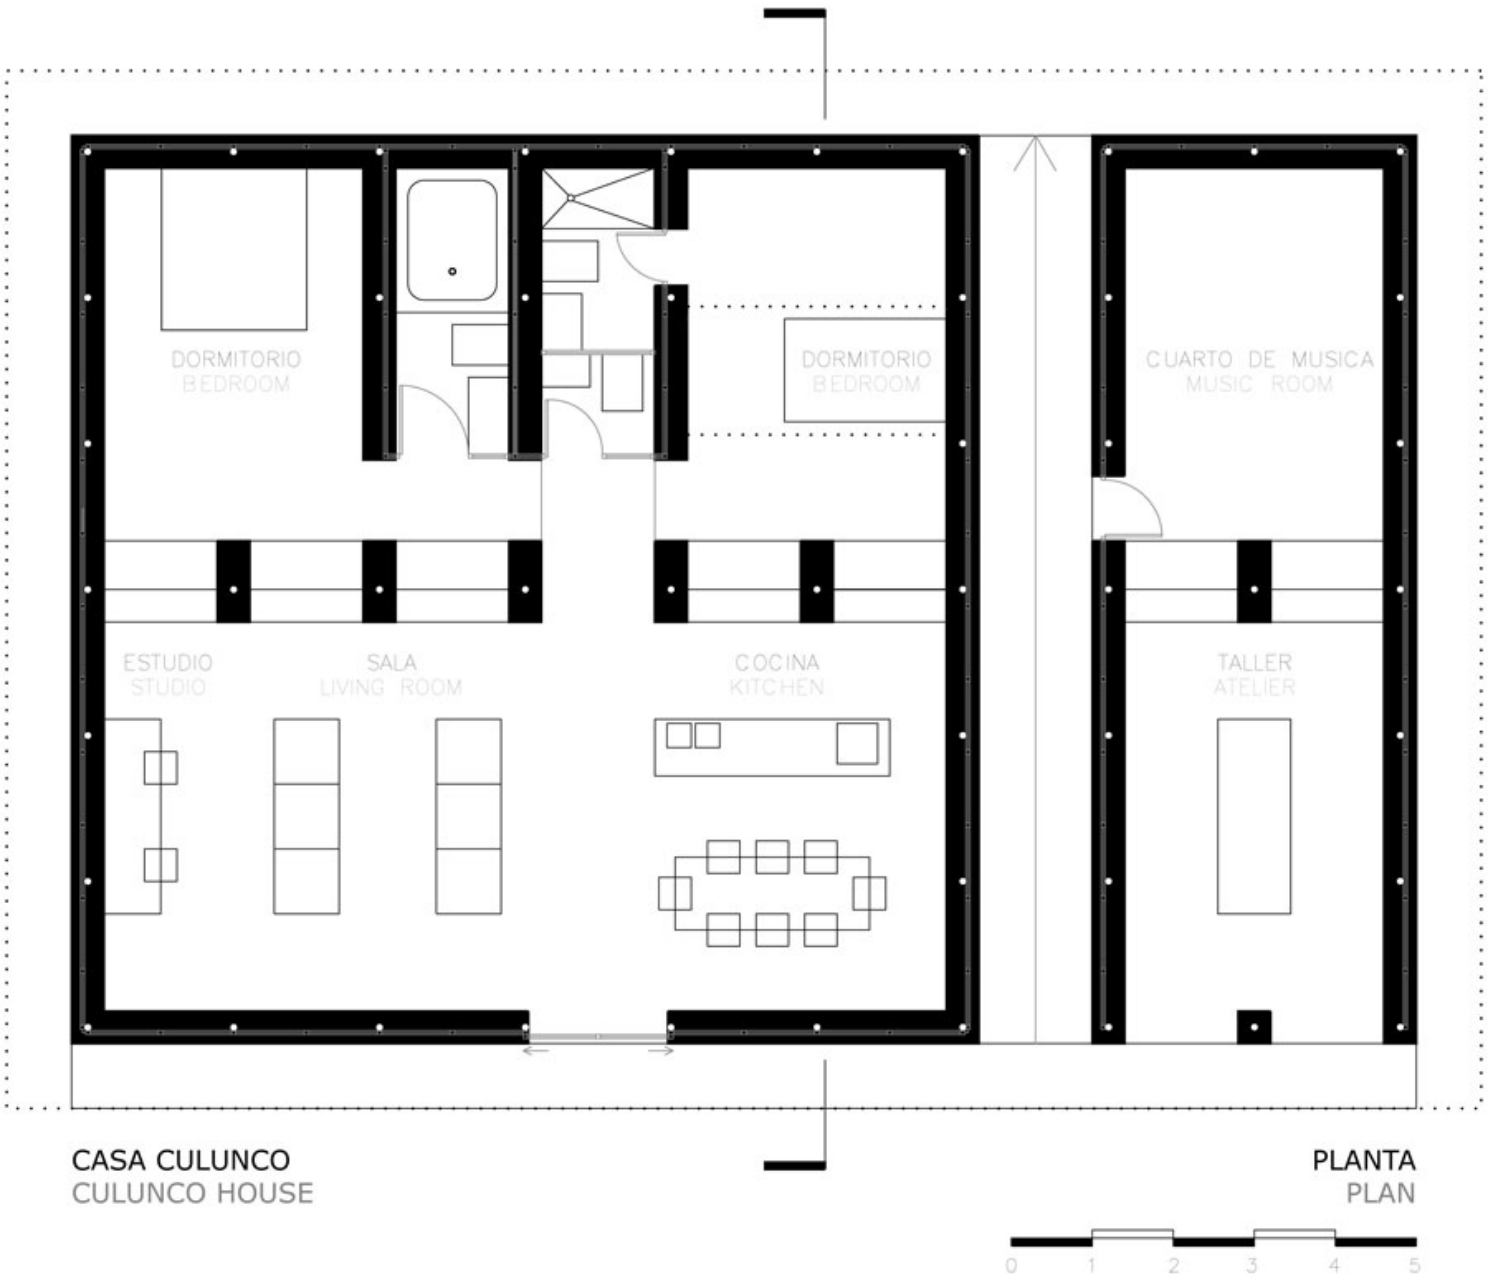 DORMITORIO
BEDROOM
DORMITORIO
BEDROOM
CUARTO DE MUSICA
MUSIC ROOM
ESTUDIO
STUDIO
SALA
LIVING ROOM
COCINA
KITCHEN
TALLER
ATELIER
CASA CULUNCO
CULUNCO HOUSE
PLANTA
PLAN
0 1 2 3 4 5